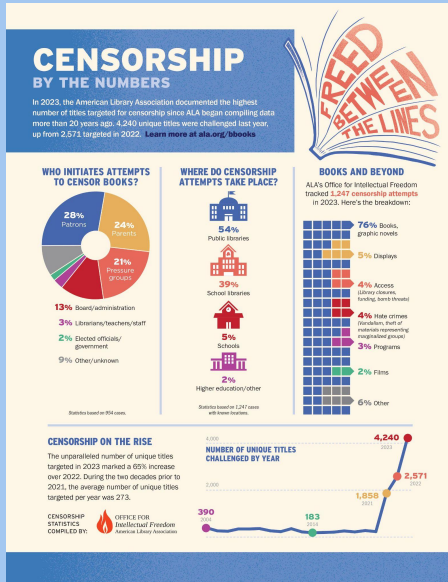 CENSORSHIP
BY THE NUMBERS
In 2023, the American Library Association documented the highest
number of titles targeted for censorship since ALA began compiling data
more than 20 years ago. 4,240 unique titles were challenged last year,
up from 2,571 targeted in 2022. Learn more at ala.org/bbooks
FREED
BETWEEN
THE LINES
WHO INITIATES ATTEMPTS
TO CENSOR BOOKS?
28%
Patrons
24%
Parents
21%
Pressure
groups
13% Board/administration
3% Librarians/teachers/staff
2% Elected officials/
government
9% Other/unknown
Statistics based on 954 cases.
WHERE DO CENSORSHIP
ATTEMPTS TAKE PLACE?
54%
Public libraries
39%
School libraries
5%
Schools
2%
Higher education/other
Statistics based on 1,247 cases
with known locations.
BOOKS AND BEYOND
ALA's Office for Intellectual Freedom
tracked 1,247 censorship attempts
in 2023. Here's the breakdown:
76% Books,
graphic novels
5% Displays
4% Access
(Library closures,
funding, bomb threats)
4% Hate crimes
(Vandalism, theft of
materials representing
marginalized groups)
3% Programs
2% Films
6% Other
CENSORSHIP ON THE RISE
The unparalleled number of unique titles
targeted in 2023 marked a 65% increase
over 2022. During the two decades prior to
2021, the average number of unique titles
targeted per year was 273.
CENSORSHIP
STATISTICS
COMPILED BY:
OFFICE FOR
Intellectual Freedom
American Library Association
NUMBER OF UNIQUE TITLES
CHALLENGED BY YEAR
4,000
2,000
0
390
2004
183
2014
1,858
2021
2,571
2022
4,240
2023